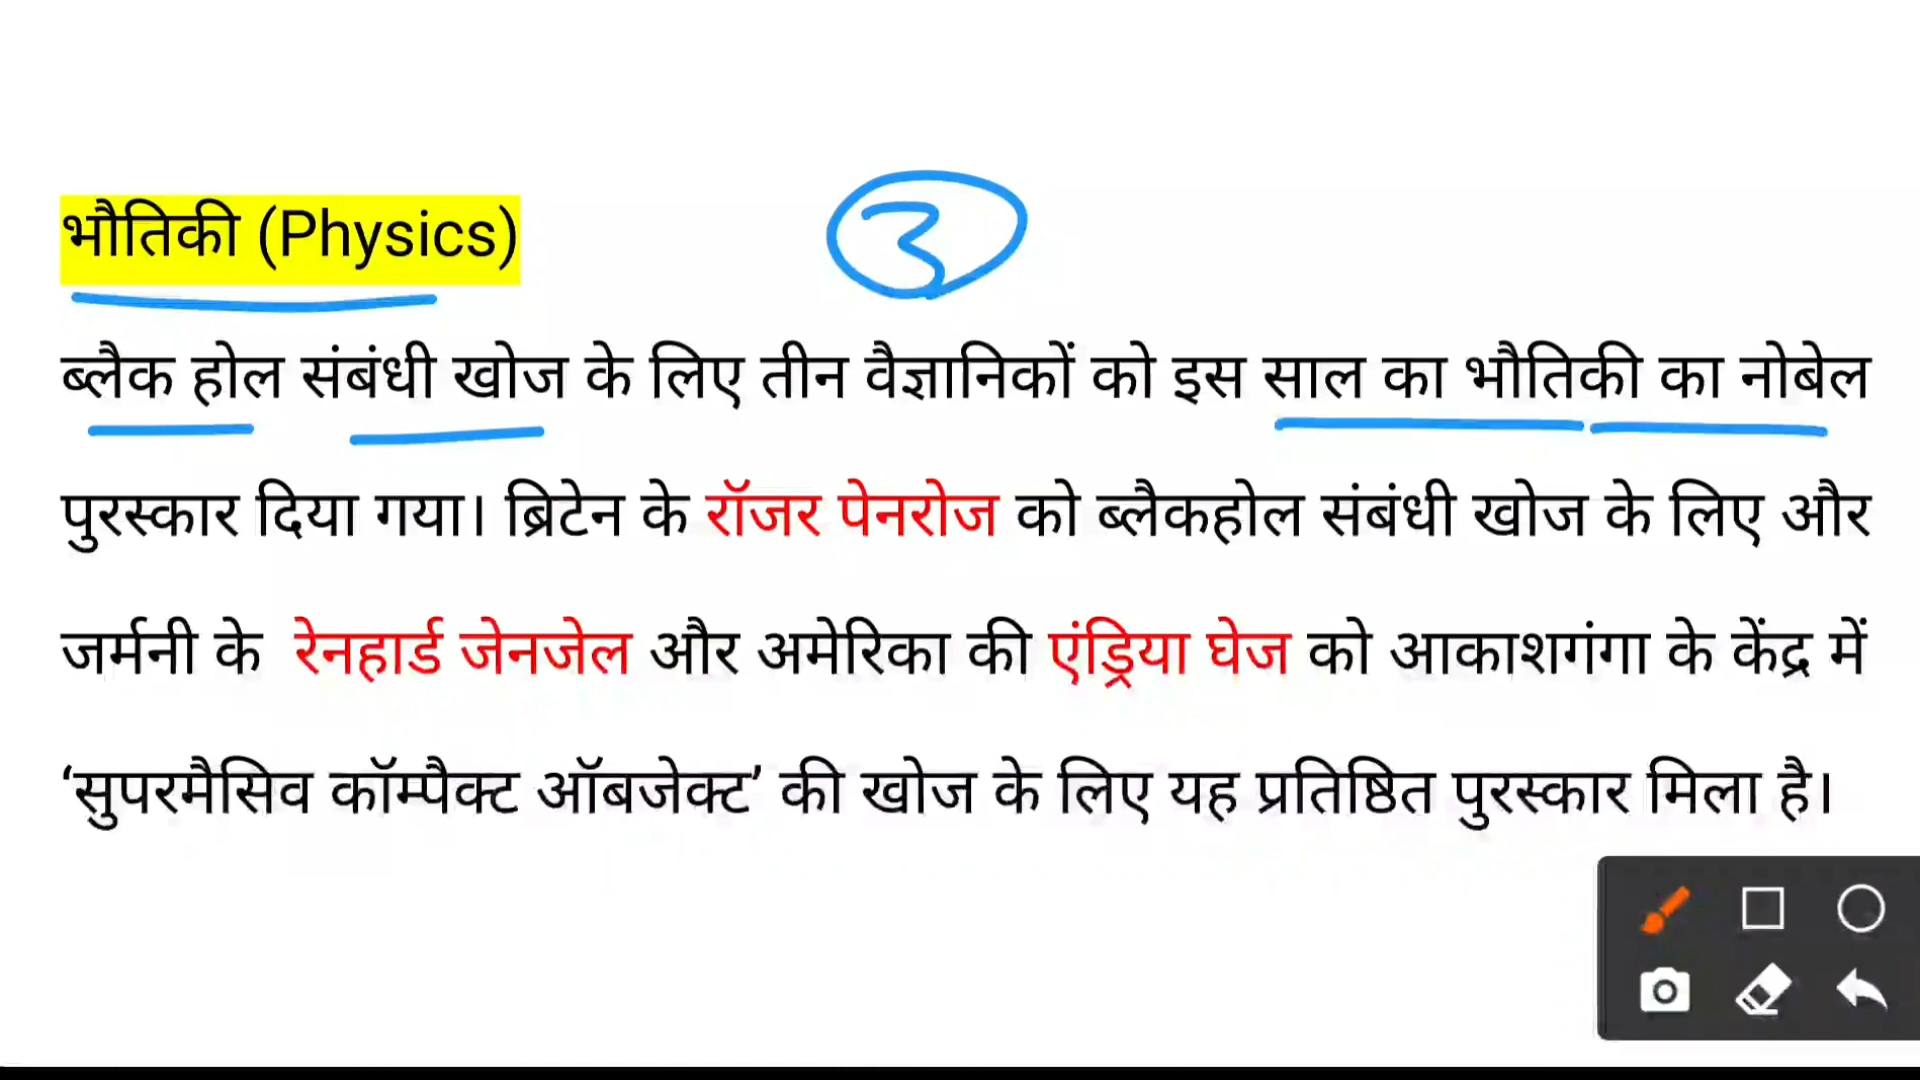 भौतिकी (Physics)
3
ब्लैक होल संबंधी खोज के लिए तीन वैज्ञानिकों को इस साल का भौतिकी का नोबेल
पुरस्कार दिया गया। ब्रिटेन के रॉजर पेनरोज को ब्लैकहोल संबंधी खोज के लिए और
जर्मनी के रेनहार्ड जेनजेल और अमेरिका की एंड्रिया घेज को आकाशगंगा के केंद्र में
‘सुपरमैसिव कॉम्पैक्ट ऑबजेक्ट’ की खोज के लिए यह प्रतिष्ठित पुरस्कार मिला है।